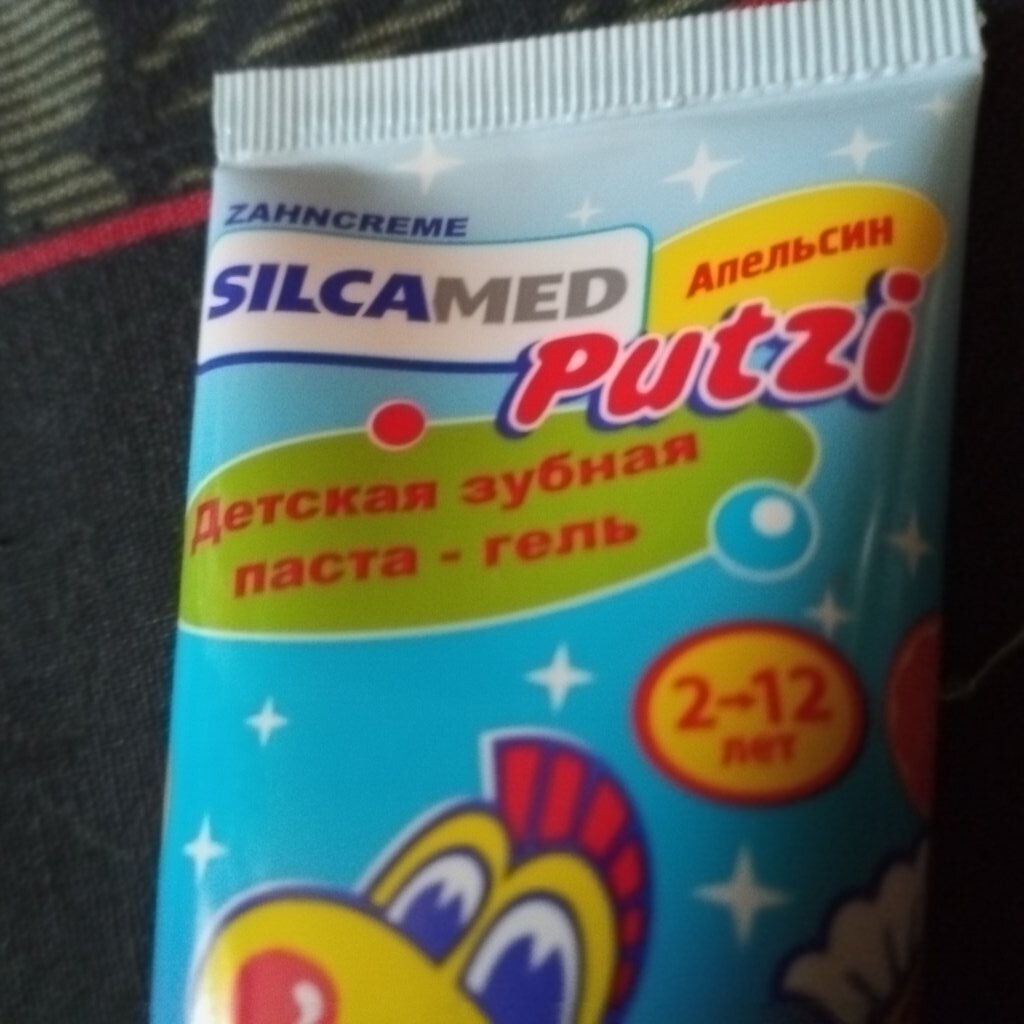 ZAHNCREME
SILCAMED
Апельсин
Putzi
Детская зубная
паста - гель
2-12
лет